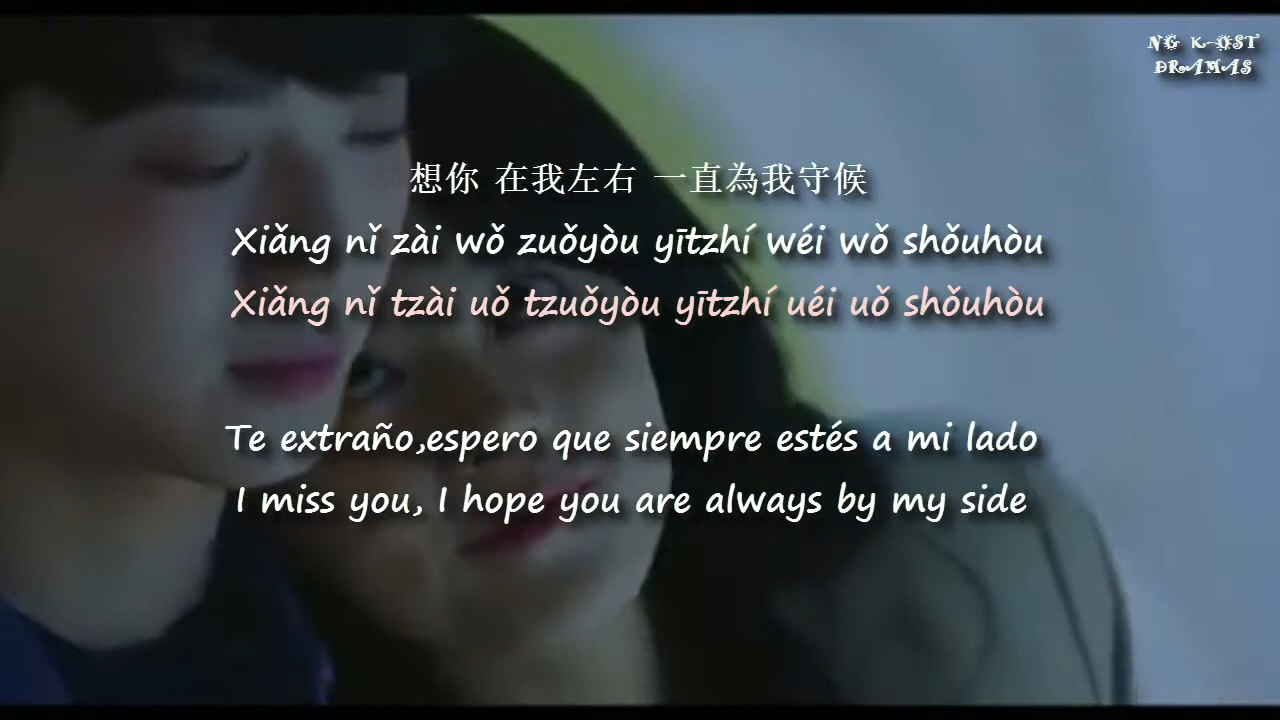 NG K-OST
DRAMAS
想你 在我左右 一直為我守候
Xiǎng nǐ zài wǒ zuǒyòu yītzhí wéi wǒ shǒuhòu
Xiǎng nǐ tzài uǒ tzuǒyòu yītzhí uéi uǒ shǒuhòu
Te extraño,espero que siempre estés a mi lado
I miss you, I hope you are always by my side